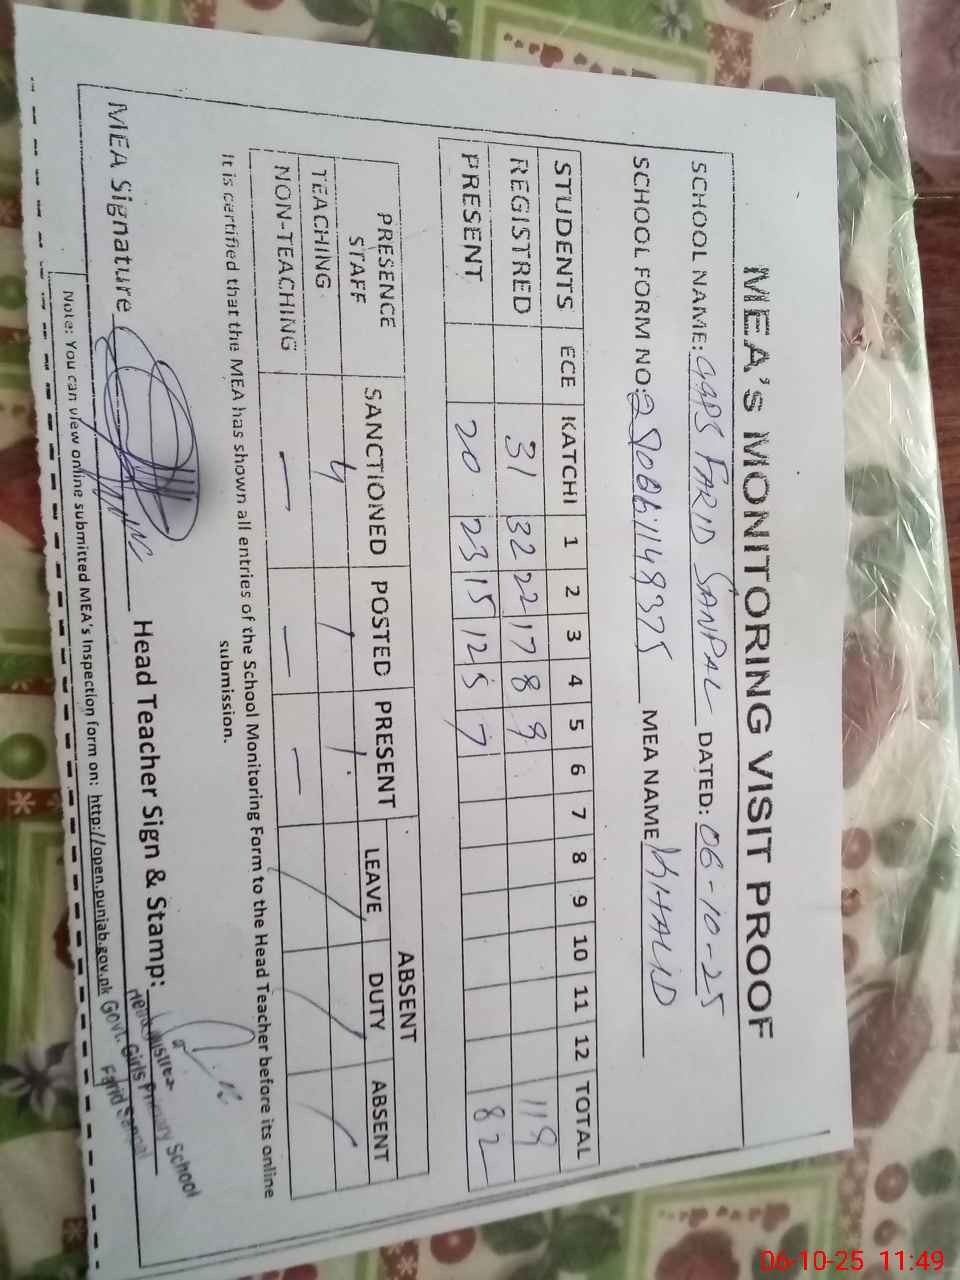 MEA's MONITORING VISIT PROOF
SCHOOL NAME: GGPS FARID SANPAL DATED: 06-10-25
SCHOOL FORM NO: MEA NAME KHALID
STUDENTS ECE KATCHI 1 2 3 4 5 6 7 8 9 10 11 12 TOTAL
REGISTRED 31 32 22 17 8 9 119
PRESENT 20 23 15 12 5 7 82
PRESENCE STAFF SANCTIONED POSTED PRESENT ABSENT
LEAVE DUTY ABSENT
TEACHING 4 1 1
NON-TEACHING — — —
It is certified that the MEA has shown all entries of the School Monitoring Form to the Head Teacher before its online
submission.
MEA Signature Head Teacher Sign & Stamp:
Headmistress
Govt. Girls Primary School
Farid Sanpal
Note: You can view online submitted MEA's Inspection form on: http://open.punjab.gov.pk
06-10-25 11:49